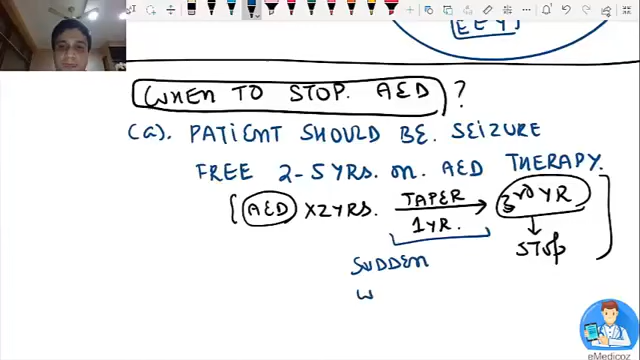 EEG
WHEN TO STOP. AED ?
(a). PATIENT SHOULD BE. SEIZURE
FREE 2-5 YRS. on. AED THERAPY.
AED X2YRS. TAPER 1YR. 3rd YR
STOP
SUDDEN
W
eMedicoz